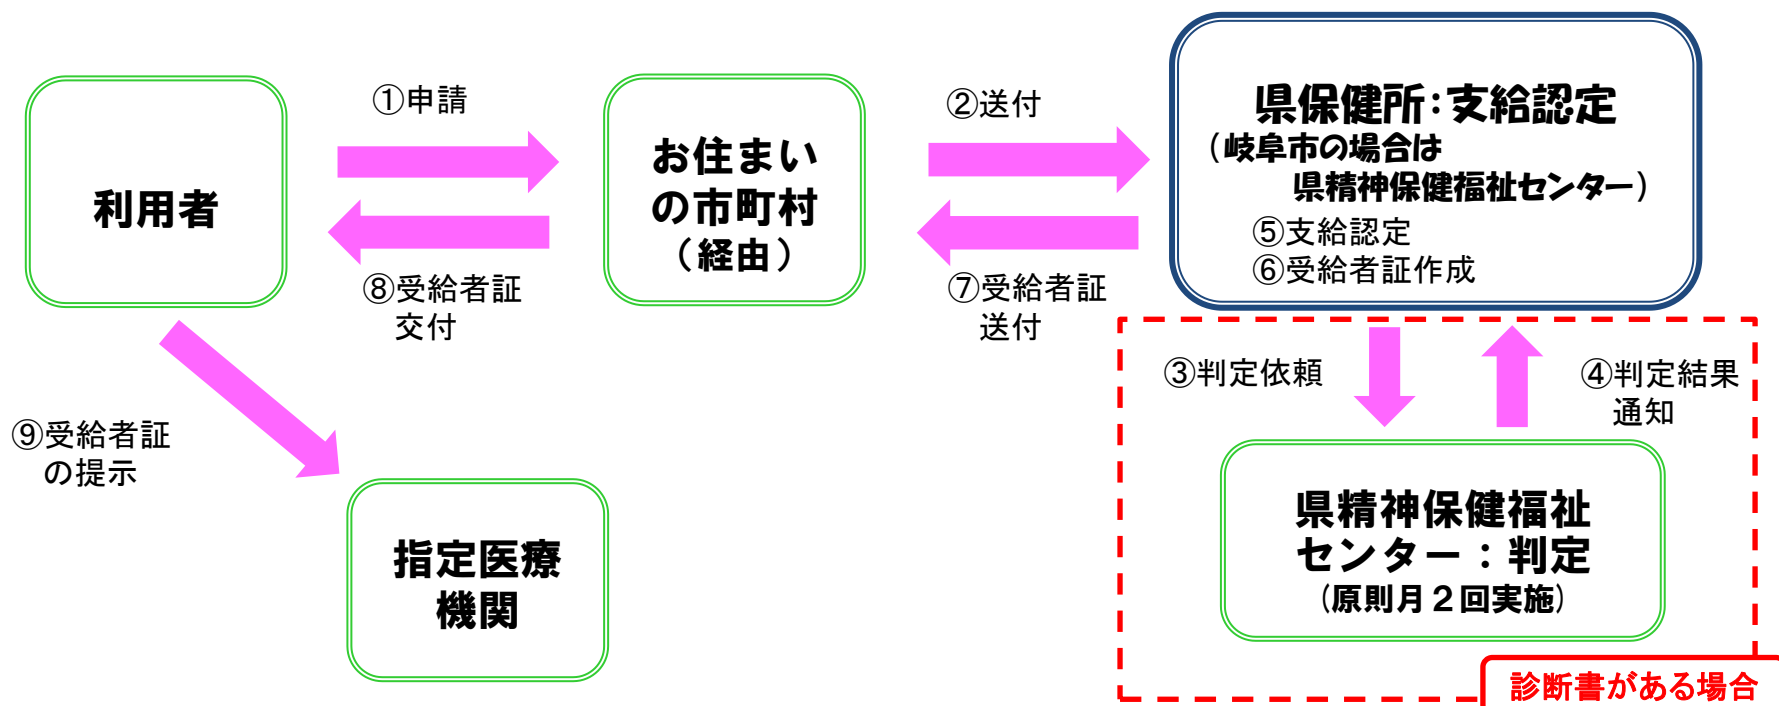 利用者
①申請
⑧受給者証
交付
お住まい
の市町村
（経由）
②送付
⑦受給者証
送付
県保健所：支給認定
（岐阜市の場合は
県精神保健福祉センター）
⑤支給認定
⑥受給者証作成
③判定依頼
④判定結果
通知
県精神保健福祉
センター：判定
（原則月２回実施）
診断書がある場合
⑨受給者証
の提示
指定医療
機関